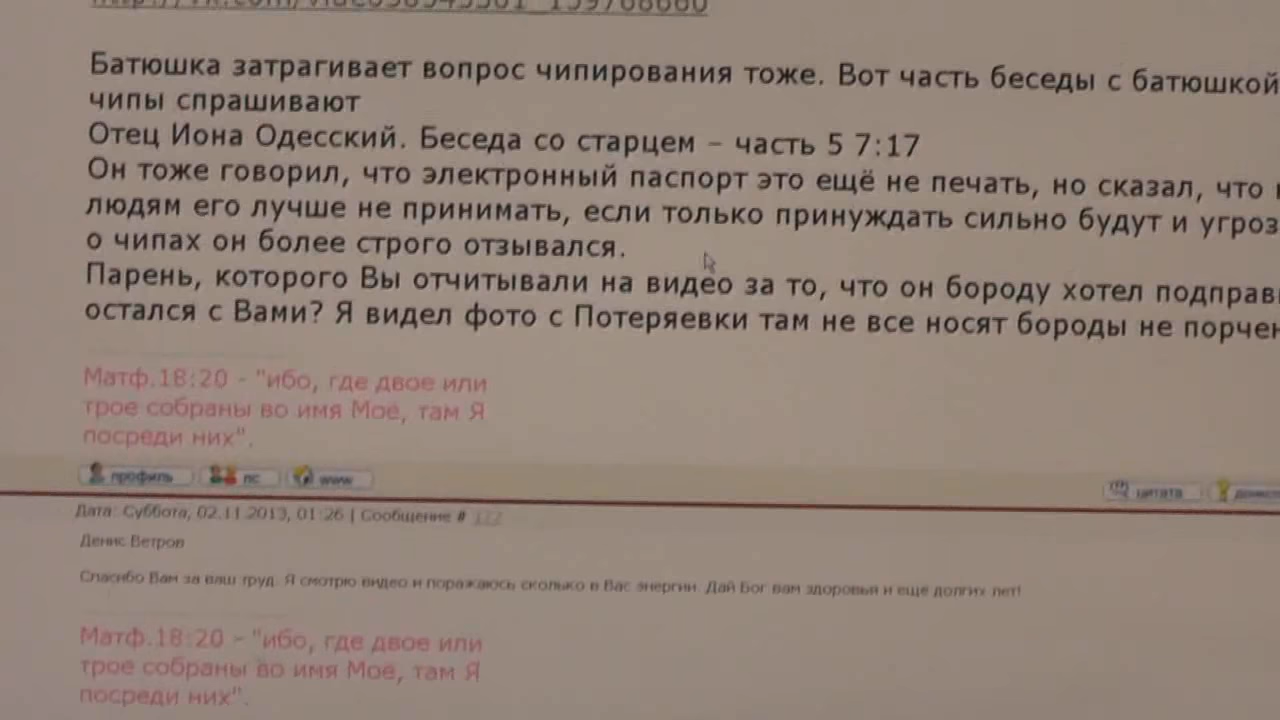 Батюшка затрагивает вопрос чипирования тоже. Вот часть беседы с батюшкой
чипы спрашивают
Отец Иона Одесский. Беседа со старцем – часть 5 7:17
Он тоже говорил, что электронный паспорт это ещё не печать, но сказал, что
людям его лучше не принимать, если только принуждать сильно будут и угроз
о чипах он более строго отзывался.
Парень, которого Вы отчитывали на видео за то, что он бороду хотел подправ
остался с Вами? Я видел фото с Потеряевки там не все носят бороды не порчен
Матф.18:20 - "ибо, где двое или
трое собраны во имя Моё, там Я
посреди них".
профиль пс www цитата
Дата: Суббота, 02.11.2013, 01:26 | Сообщение #
Денис Ветров
Спасибо Вам за ваш труд. Я смотрю видео и поражаюсь сколько в Вас энергии. Дай Бог вам здоровья и ещё долгих лет!
Матф.18:20 - "ибо, где двое или
трое собраны во имя Моё, там Я
посреди них".